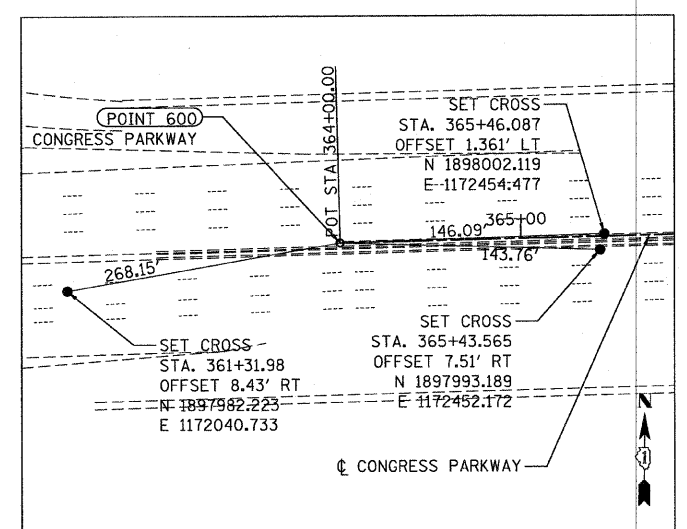 POINT 600
CONGRESS PARKWAY
POT STA 364+00.00
SET CROSS
STA. 365+46.087
OFFSET 1.361' LT
N 1898002.119
E 1172454.477
365+00
146.09'
143.76'
268.15'
SET CROSS
STA. 361+31.98
OFFSET 8.43' RT
N 1897982.223
E 1172040.733
SET CROSS
STA. 365+43.565
OFFSET 7.51' RT
N 1897993.189
E 1172452.172
N
1
℄ CONGRESS PARKWAY